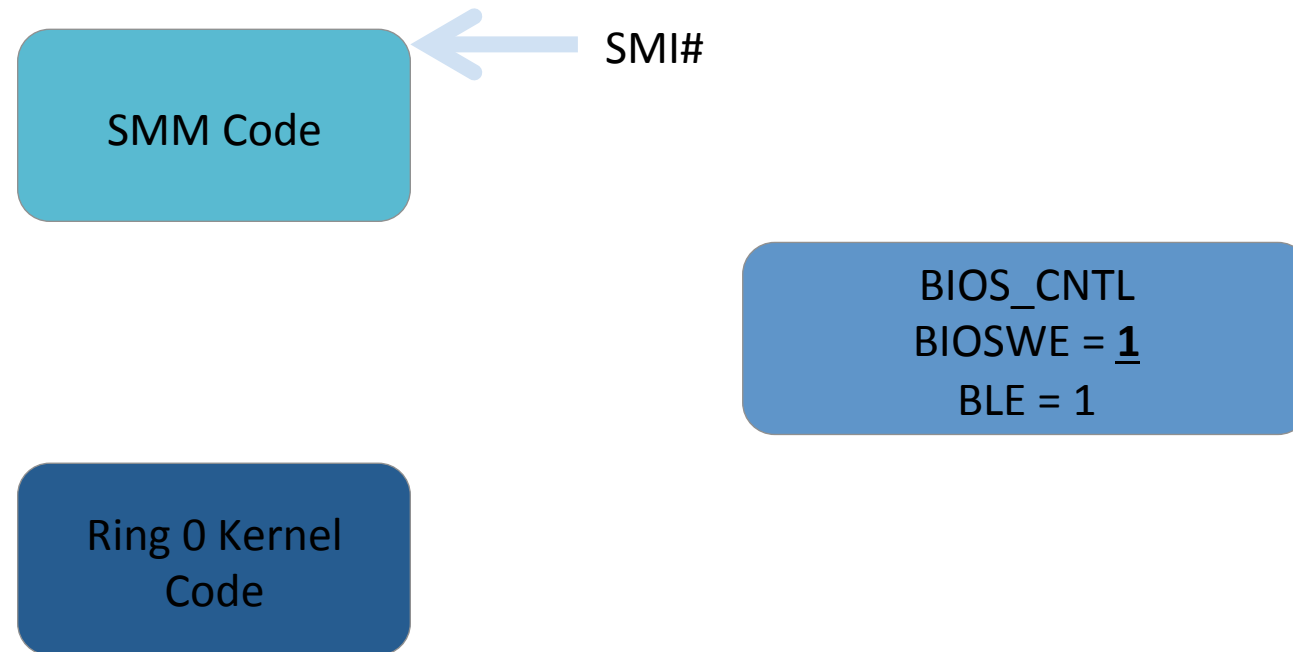 SMI#
SMM Code
BIOS_CNTL
BIOSWE = 1
BLE = 1
Ring 0 Kernel
Code